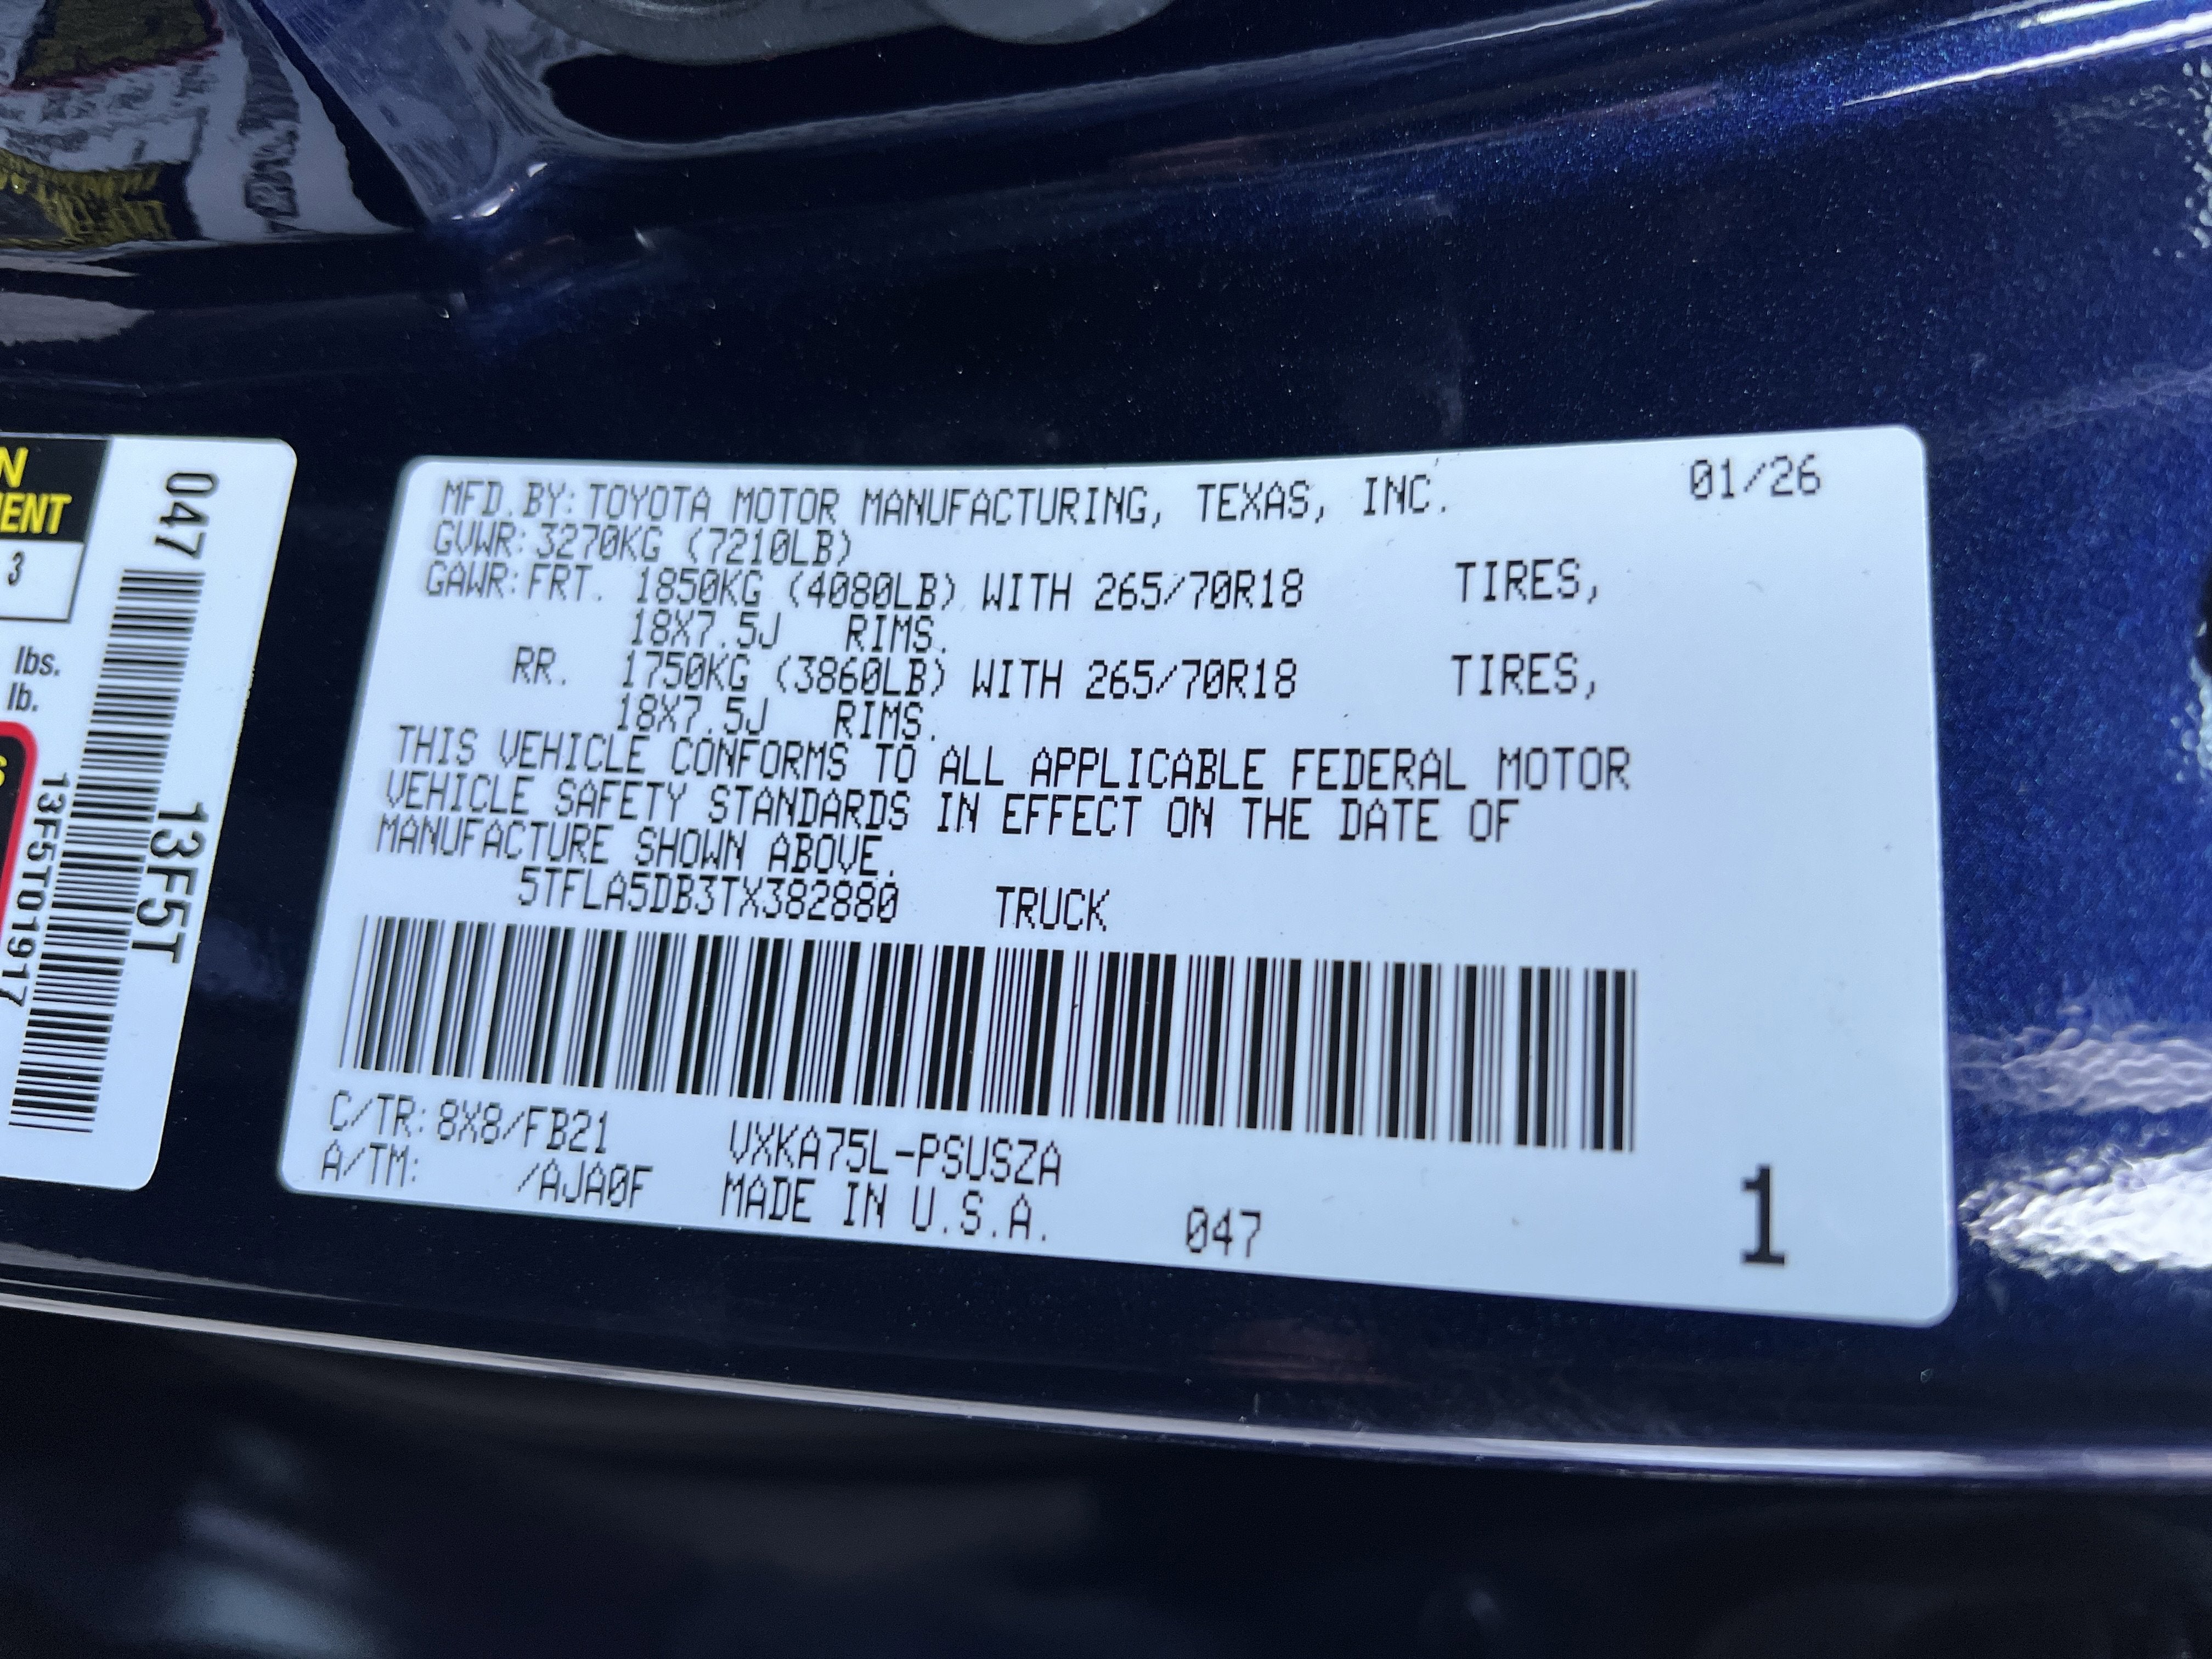 MFD.BY: TOYOTA MOTOR MANUFACTURING, TEXAS, INC. 01/26
GVWR: 3270KG (7210LB)
GAWR: FRT. 1850KG (4080LB) WITH 265/70R18 TIRES,
18X7.5J RIMS.
RR. 1750KG (3860LB) WITH 265/70R18 TIRES,
18X7.5J RIMS.
THIS VEHICLE CONFORMS TO ALL APPLICABLE FEDERAL MOTOR
VEHICLE SAFETY STANDARDS IN EFFECT ON THE DATE OF
MANUFACTURE SHOWN ABOVE.
5TFLA5DB3TX382880 TRUCK
C/TR: 8X8/FB21 VXKA75L-PSUSZA
A/TM: /AJA0F MADE IN U.S.A. 047
1
047
13F5T
13F5T01917
3
lbs.
lb.